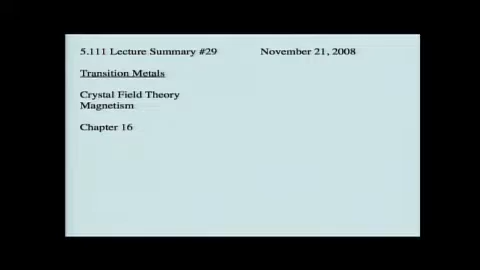 5.111 Lecture Summary #29 November 21, 2008
Transition Metals
Crystal Field Theory
Magnetism
Chapter 16